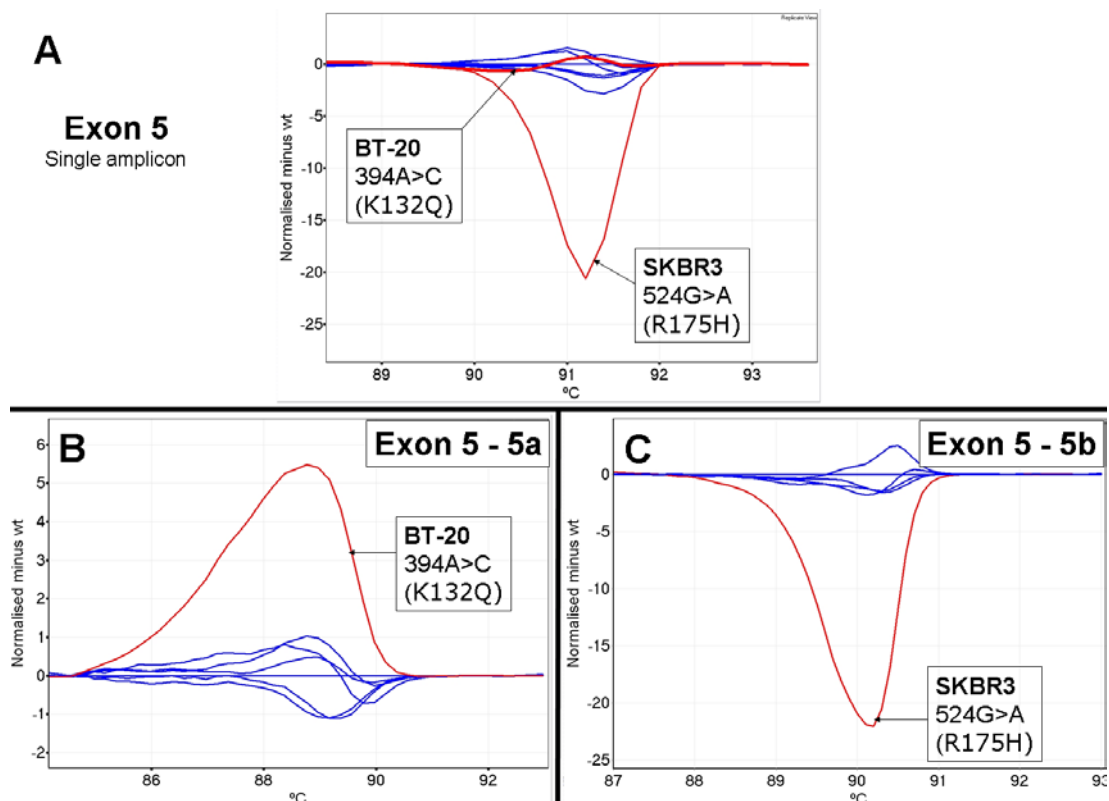 Replicate View
A
Exon 5
Single amplicon
Normalised minus wt
0
-5
-10
-15
-20
-25
BT-20
394A>C
(K132Q)
SKBR3
524G>A
(R175H)
89
90
91
92
93
ºC
B
Exon 5 - 5a
Normalised minus wt
6
5
4
3
2
1
0
-1
-2
BT-20
394A>C
(K132Q)
86
88
90
92
ºC
C
Exon 5 - 5b
Normalised minus wt
0
-5
-10
-15
-20
-25
SKBR3
524G>A
(R175H)
87
88
89
90
91
92
93
ºC